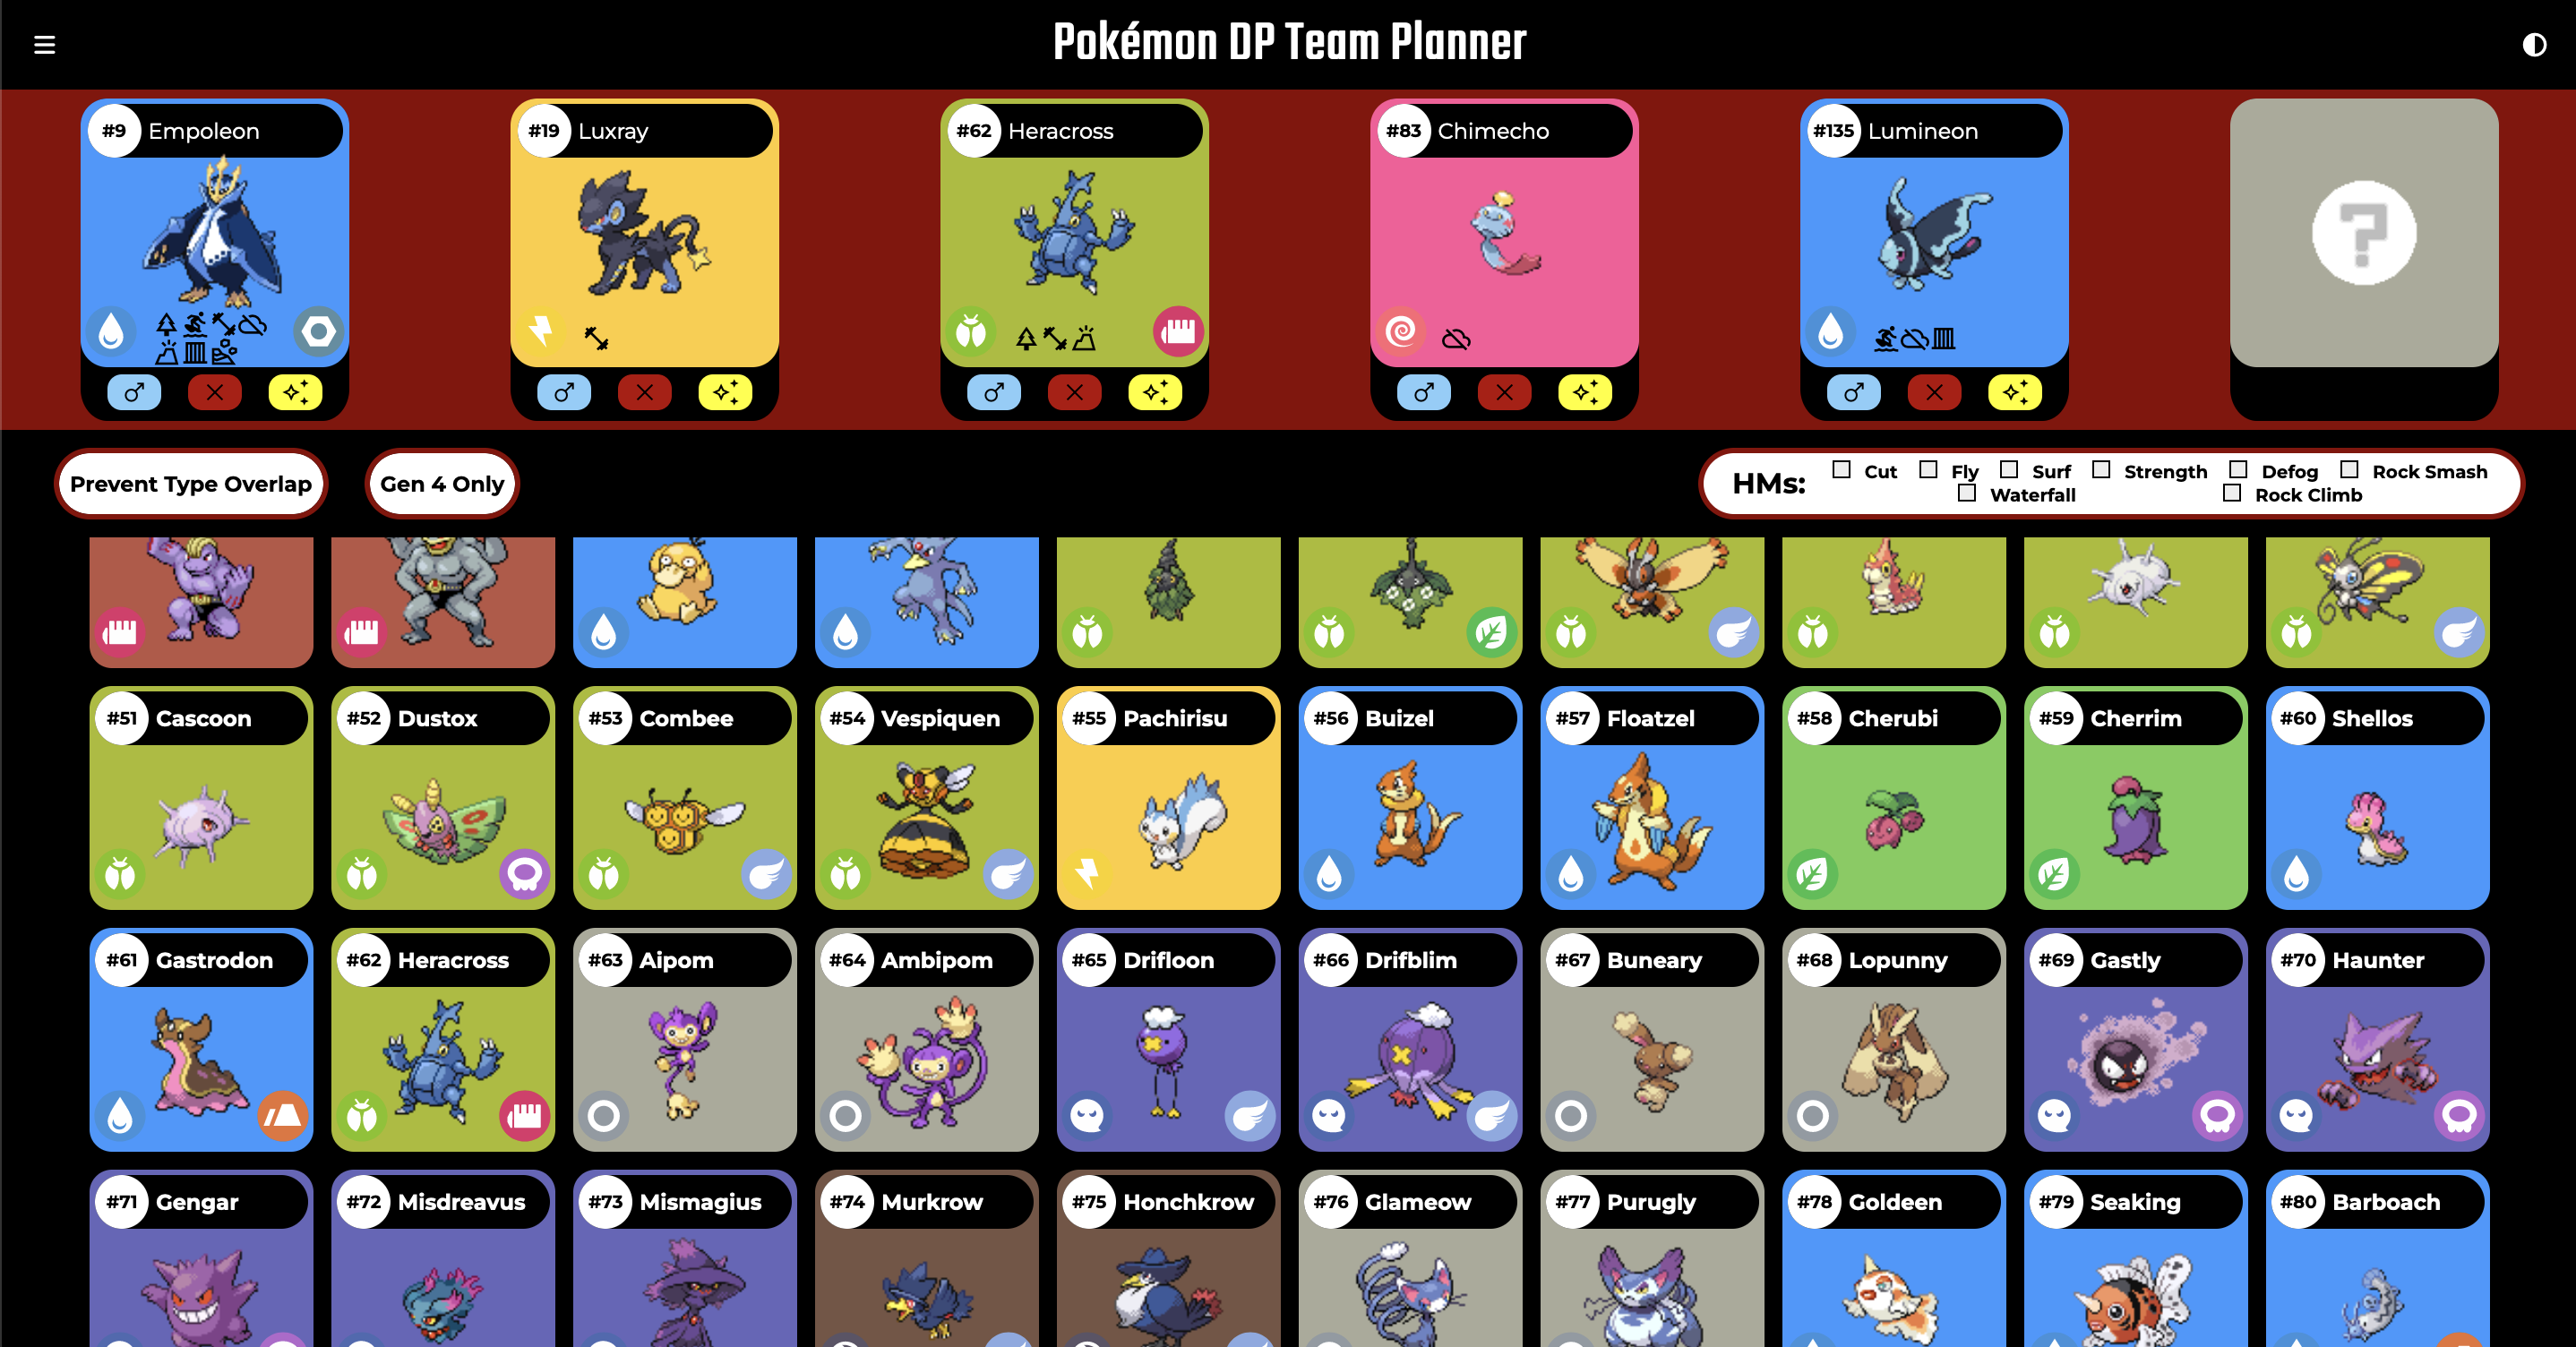 Pokémon DP Team Planner
#9 Empoleon
#19 Luxray
#62 Heracross
#83 Chimecho
#135 Lumineon
?
Prevent Type Overlap
Gen 4 Only
HMs:
Cut Fly Surf Strength Defog Rock Smash
Waterfall Rock Climb
#51 Cascoon
#52 Dustox
#53 Combee
#54 Vespiquen
#55 Pachirisu
#56 Buizel
#57 Floatzel
#58 Cherubi
#59 Cherrim
#60 Shellos
#61 Gastrodon
#62 Heracross
#63 Aipom
#64 Ambipom
#65 Drifloon
#66 Drifblim
#67 Buneary
#68 Lopunny
#69 Gastly
#70 Haunter
#71 Gengar
#72 Misdreavus
#73 Mismagius
#74 Murkrow
#75 Honchkrow
#76 Glameow
#77 Purugly
#78 Goldeen
#79 Seaking
#80 Barboach